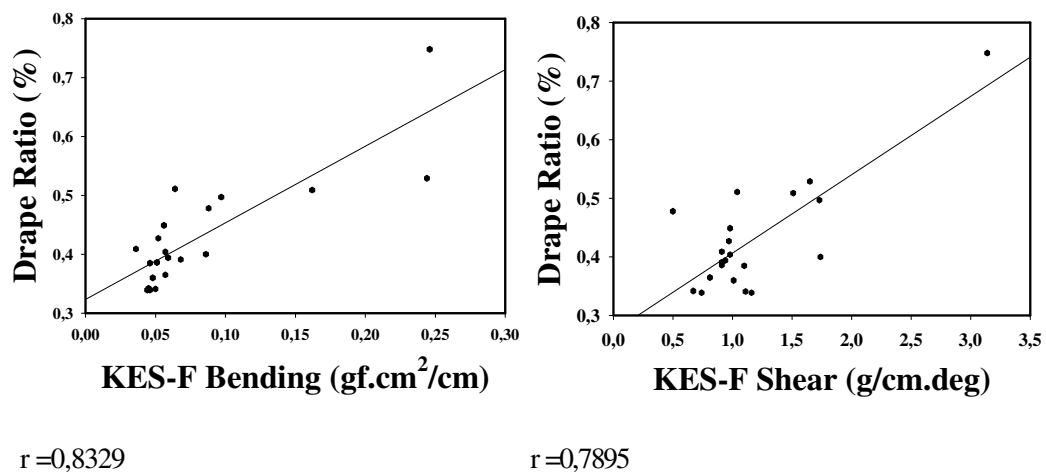 0,8
0,7
0,6
0,5
0,4
0,3
Drape Ratio (%)
0,00 0,05 0,10 0,15 0,20 0,25 0,30
KES-F Bending (gf.cm²/cm)
r =0,8329
0,8
0,7
0,6
0,5
0,4
0,3
Drape Ratio (%)
0,0 0,5 1,0 1,5 2,0 2,5 3,0 3,5
KES-F Shear (g/cm.deg)
r =0,7895